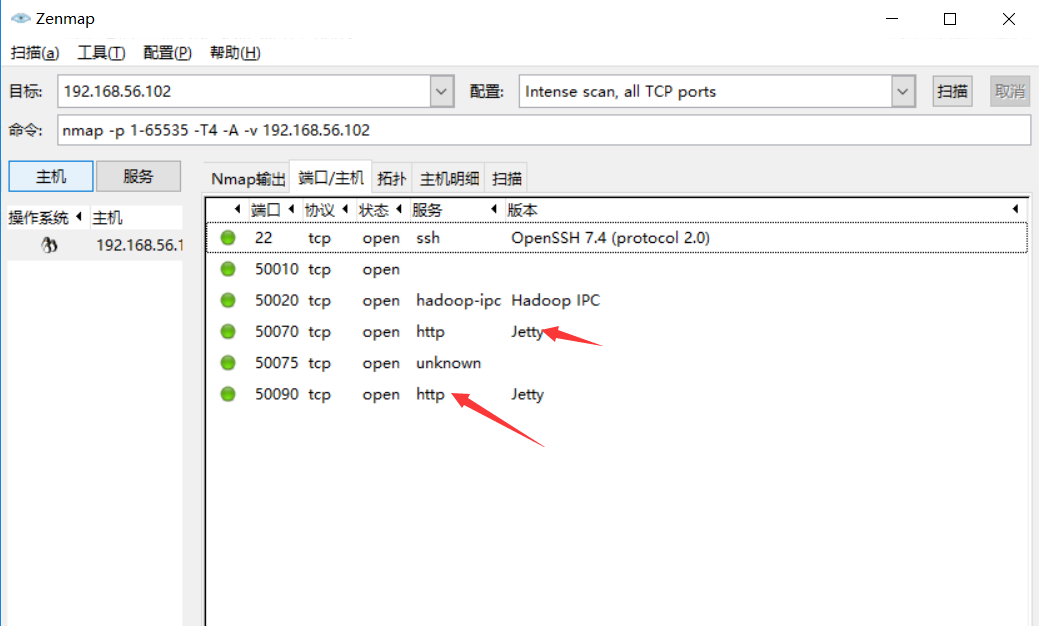 Zenmap
扫描(a) 工具(T) 配置(P) 帮助(H)
目标: 192.168.56.102 配置: Intense scan, all TCP ports 扫描 取消
命令: nmap -p 1-65535 -T4 -A -v 192.168.56.102
主机 服务 Nmap输出 端口/主机 拓扑 主机明细 扫描
操作系统 主机 端口 协议 状态 服务 版本
192.168.56.1 22 tcp open ssh OpenSSH 7.4 (protocol 2.0)
50010 tcp open
50020 tcp open hadoop-ipc Hadoop IPC
50070 tcp open http Jetty
50075 tcp open unknown
50090 tcp open http Jetty